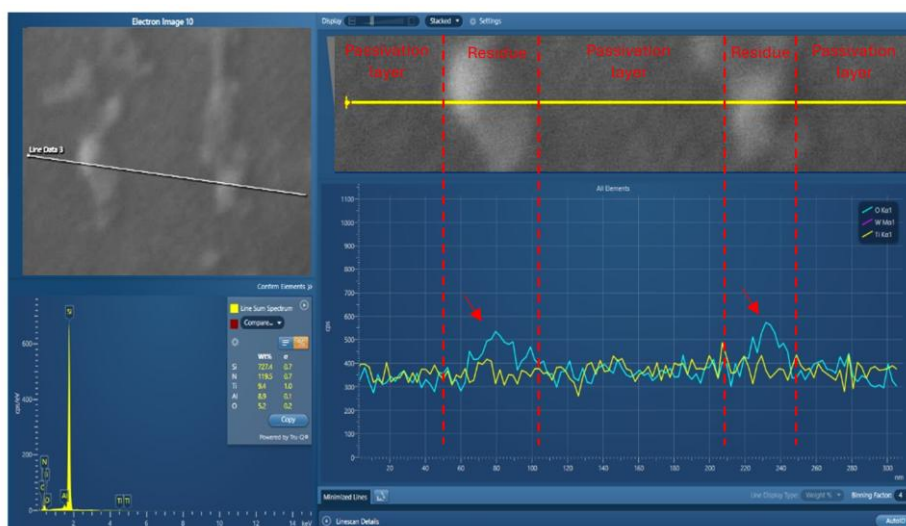 Electron Image 10
Line Data 3
Display
Stacked
Settings
Passivation layer
Residue
Passivation layer
Residue
Passivation layer
All Elements
O Kα1
W Mα1
Ti Kα1
1100
1000
900
800
700
600
500
400
300
200
100
0
cps
20 40 60 80 100 120 140 160 180 200 220 240 260 280 300
nm
Confirm Elements
Line Sum Spectrum
Compare...
Wt% σ
Si 727.4 0.7
N 119.5 0.7
Ti 9.4 1.0
Al 8.9 0.1
O 5.2 0.2
Copy
Powered by Tru-Q®
600
400
200
0
Si
N
O
Al
Ti Ti
2 4 6 8 10 12 14 keV
Minimized Lines
Line Display Type: Weight %
Binning Factor: 4
Linescan Details